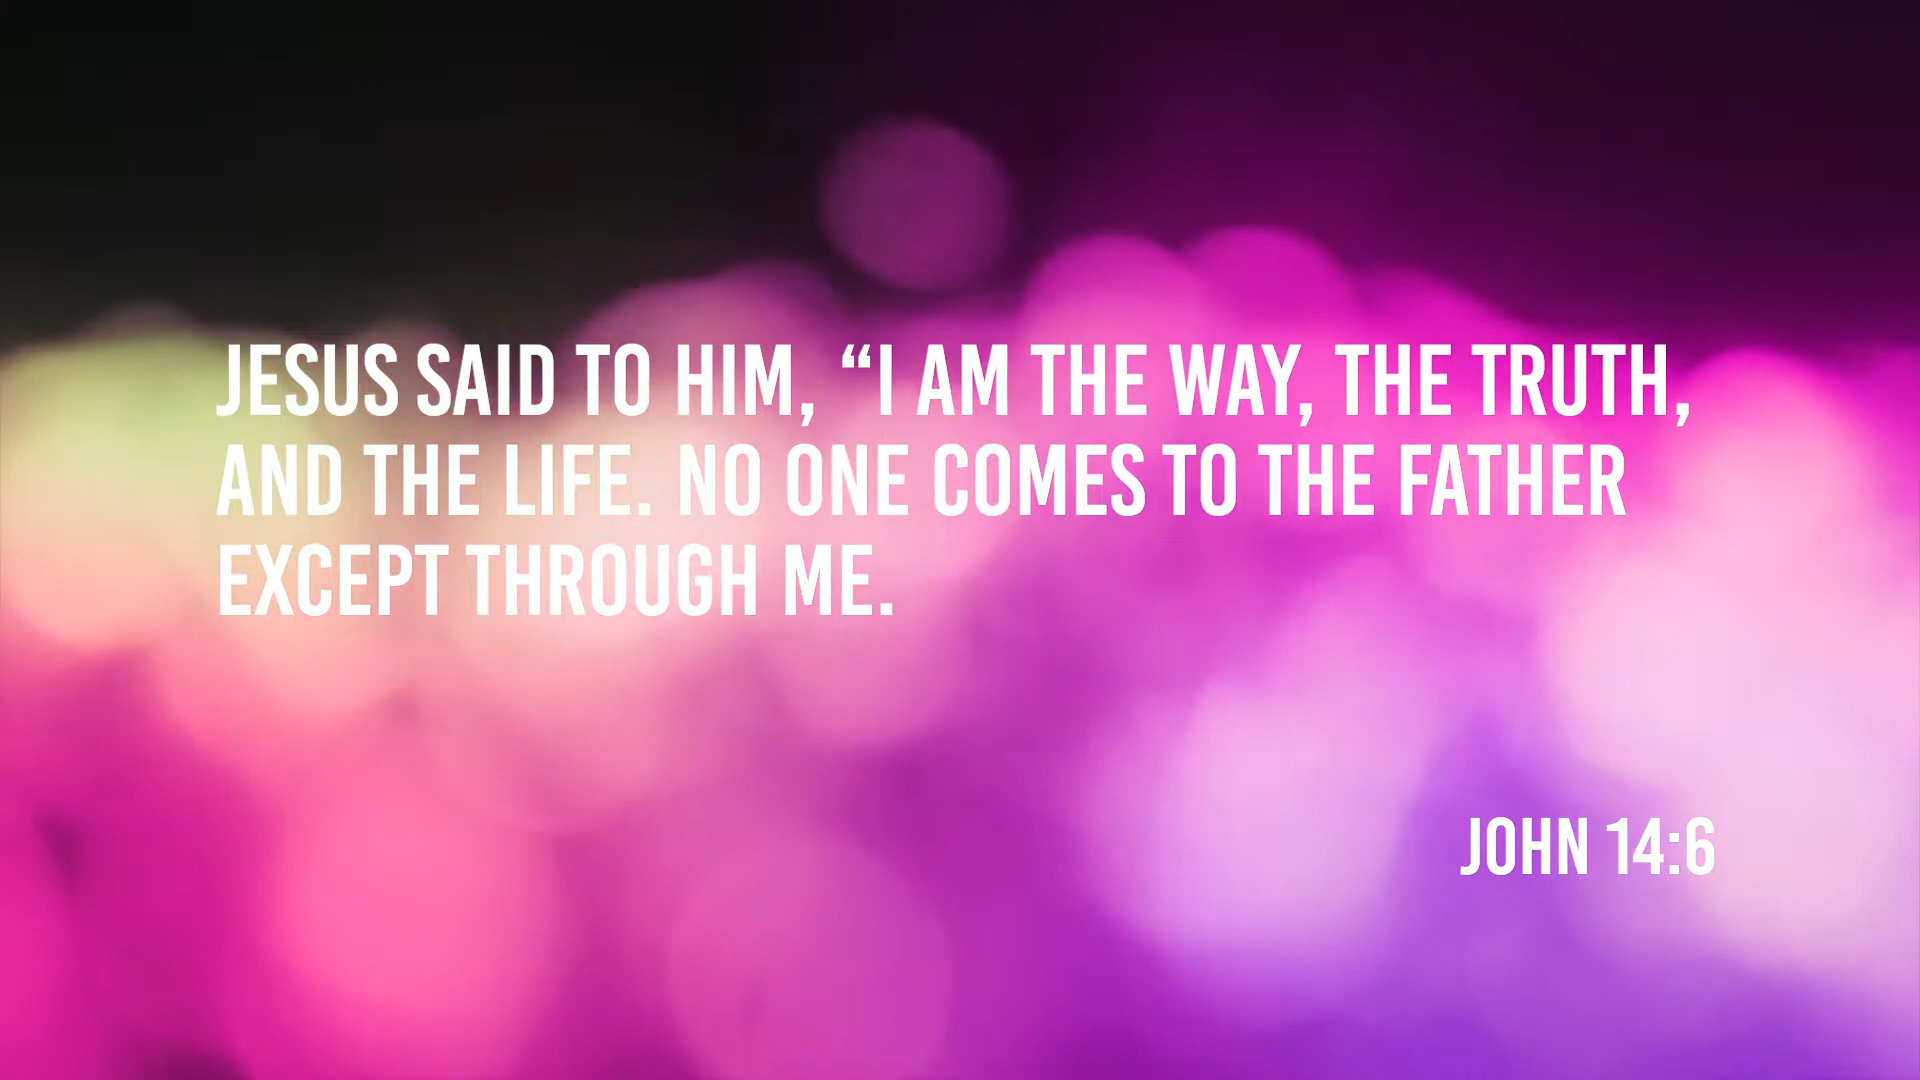 JESUS SAID TO HIM, “I AM THE WAY, THE TRUTH,
AND THE LIFE. NO ONE COMES TO THE FATHER
EXCEPT THROUGH ME.
JOHN 14:6